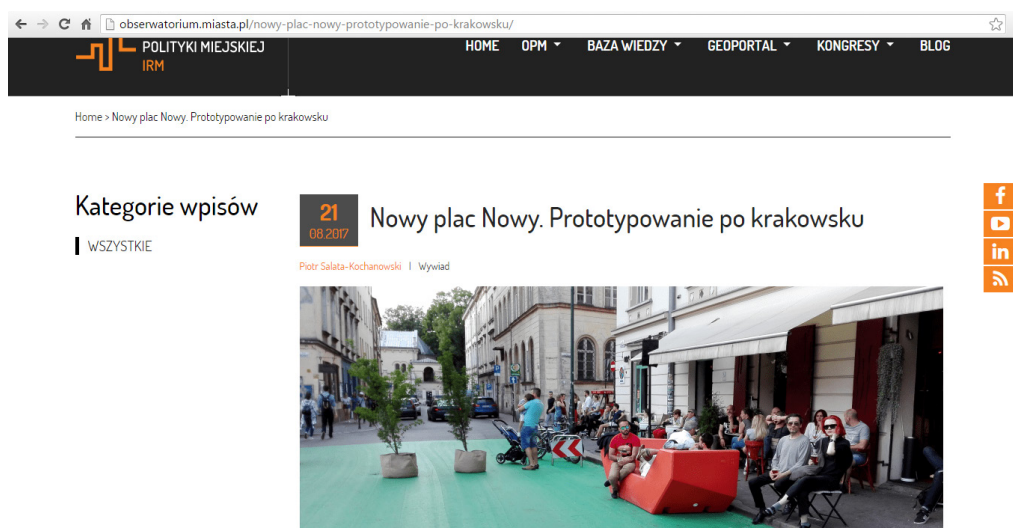 obserwatorium.miasta.pl/nowy-plac-nowy-prototypowanie-po-krakowsku/
POLITYKI MIEJSKIEJ
IRM
HOME OPM BAZA WIEDZY GEOPORTAL KONGRESY BLOG
Home > Nowy plac Nowy. Prototypowanie po krakowsku
Kategorie wpisów
WSZYSTKIE
21
08.2017
Nowy plac Nowy. Prototypowanie po krakowsku
Piotr Salata-Kochanowski | Wywiad
f
in